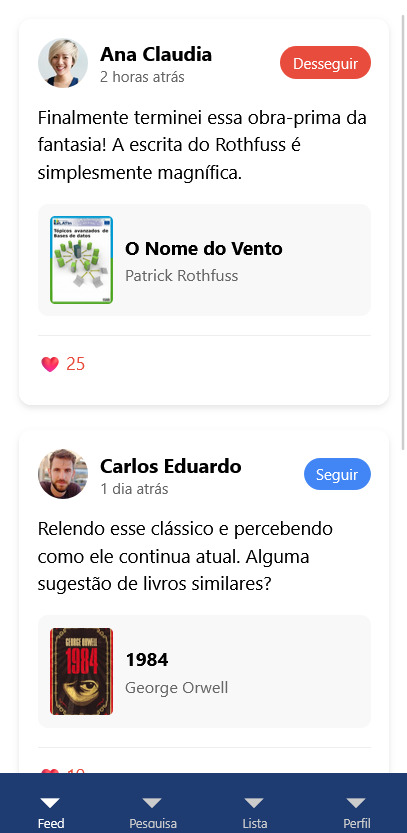 Ana Claudia
2 horas atrás
Desseguir
Finalmente terminei essa obra-prima da
fantasia! A escrita do Rothfuss é
simplesmente magnífica.
Tópicos avanzados de
Bases de datos
O Nome do Vento
Patrick Rothfuss
25
Carlos Eduardo
1 dia atrás
Seguir
Relendo esse clássico e percebendo
como ele continua atual. Alguma
sugestão de livros similares?
GEORGE ORWELL
1984
1984
George Orwell
Feed
Pesquisa
Lista
Perfil